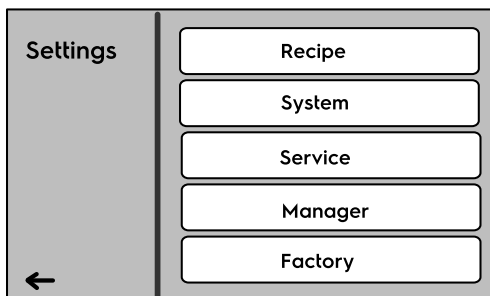 Settings
Recipe
System
Service
Manager
Factory